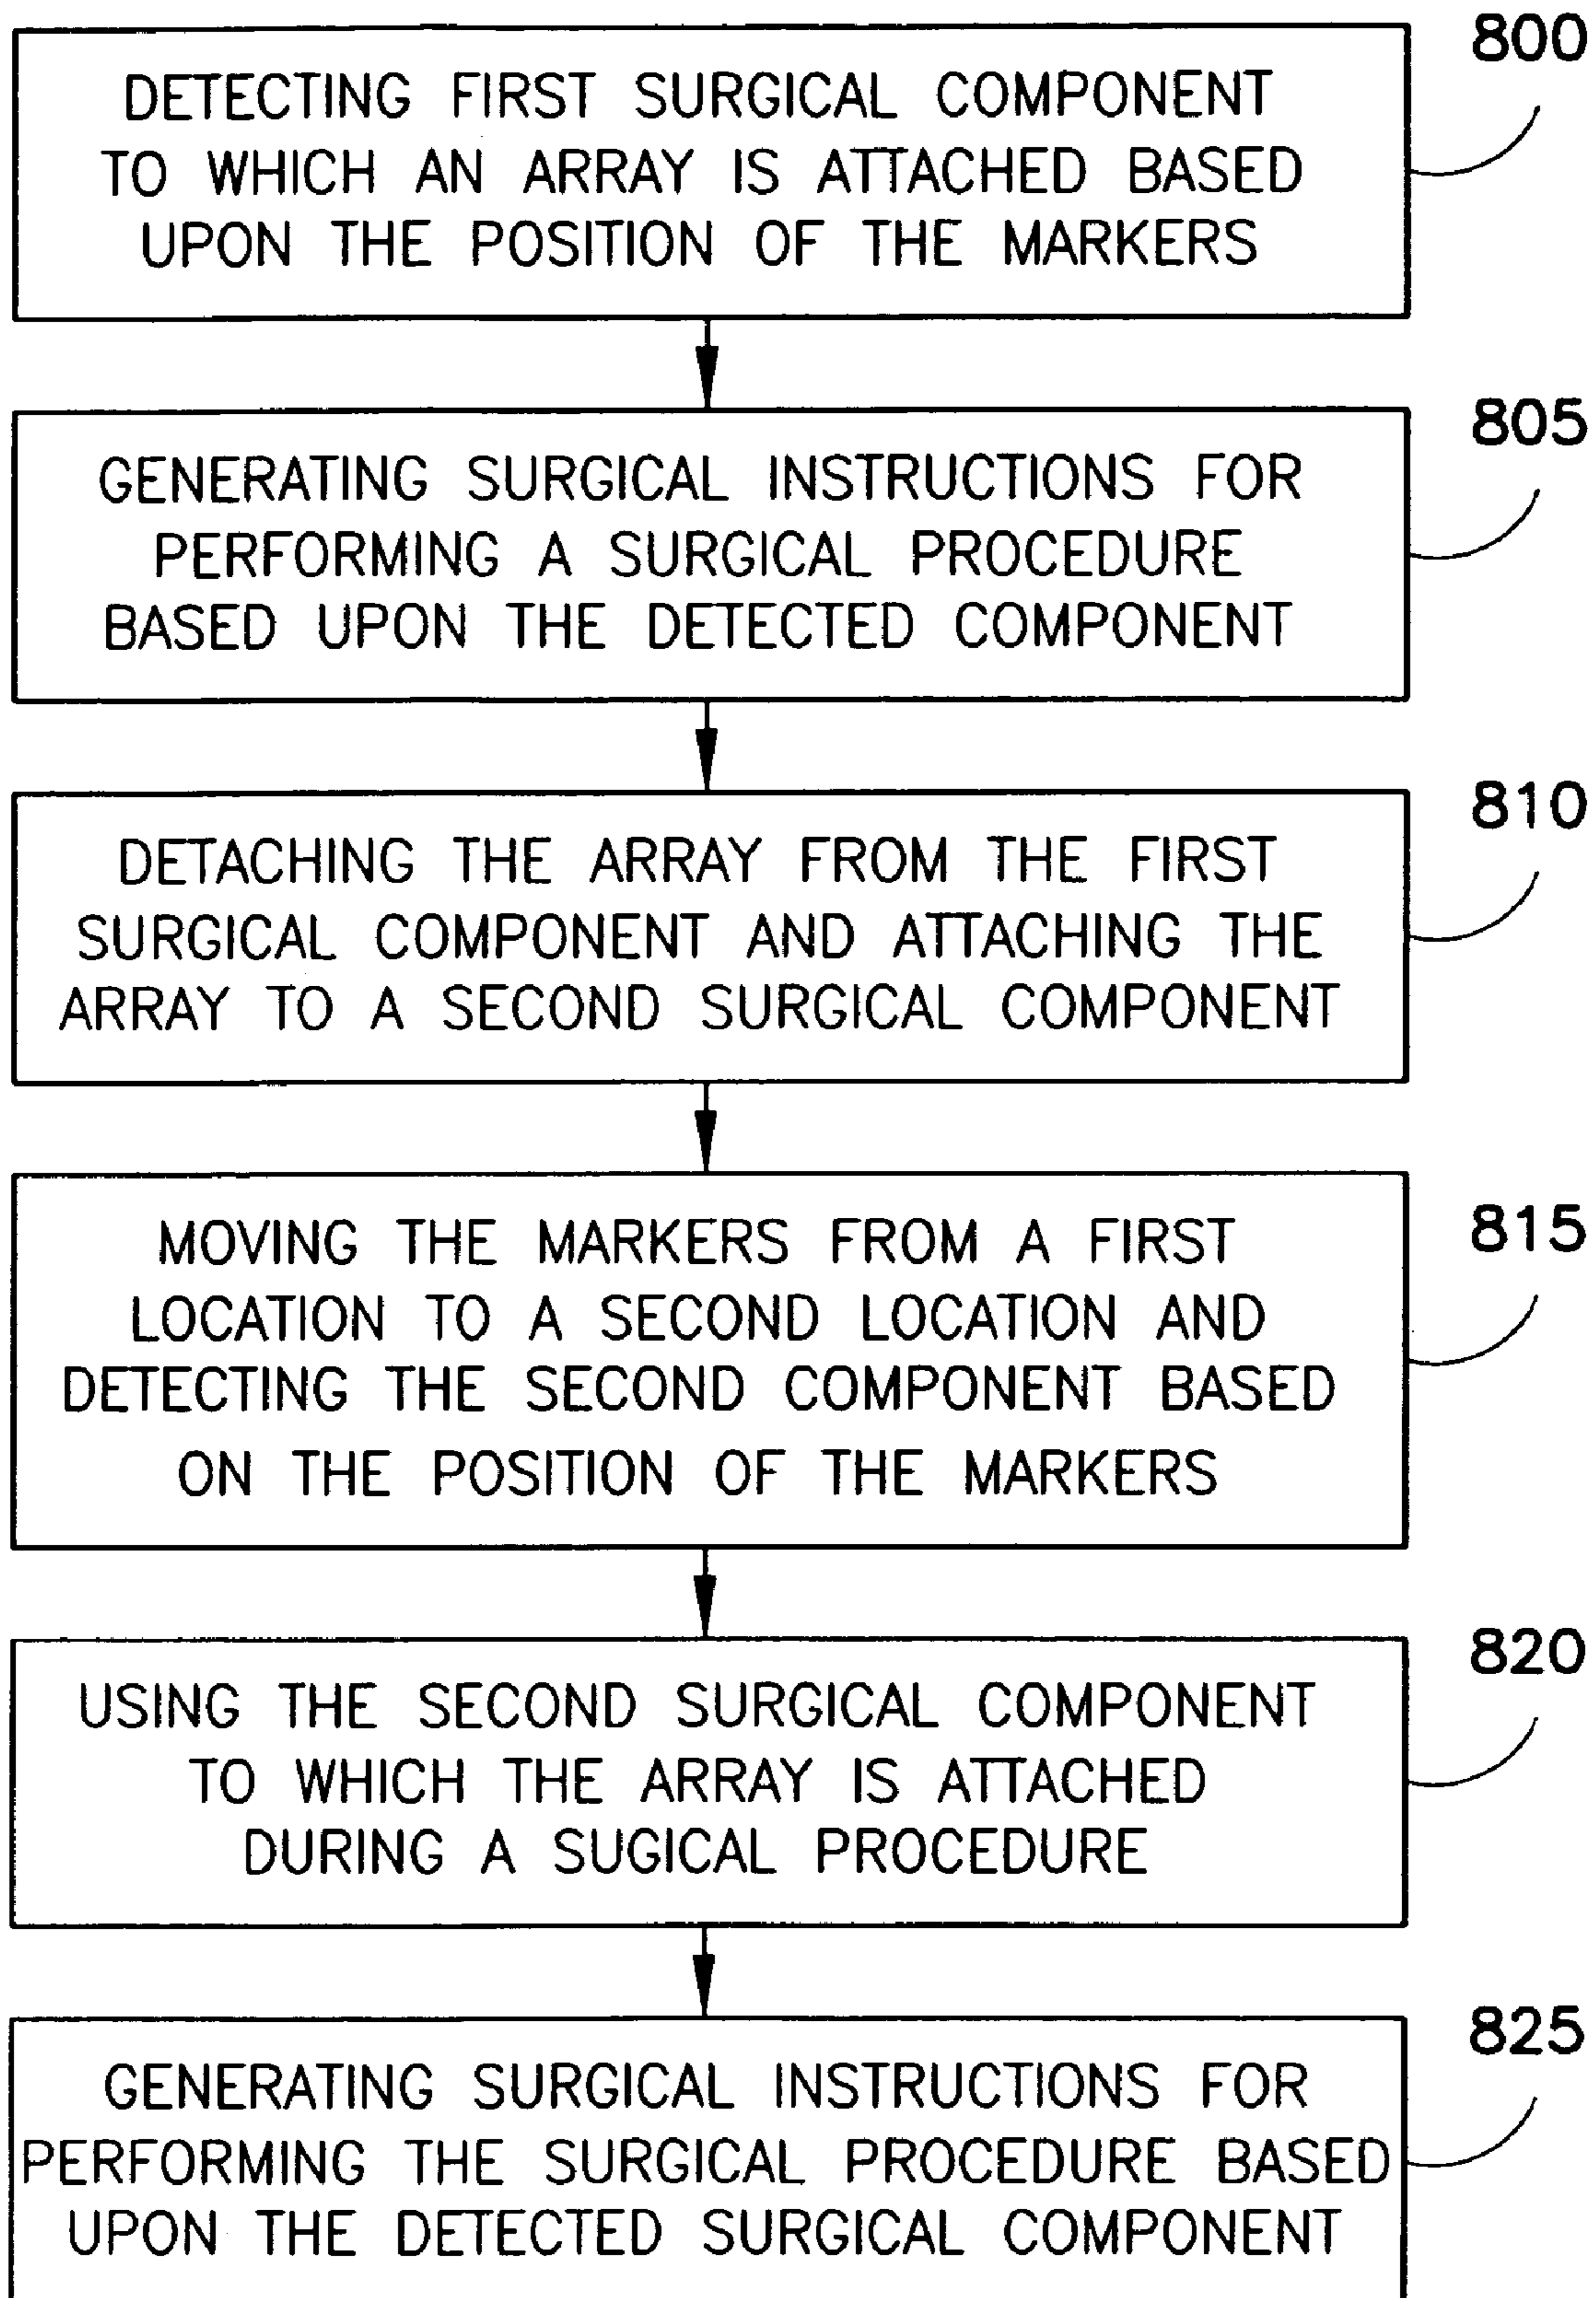 800
DETECTING FIRST SURGICAL COMPONENT
TO WHICH AN ARRAY IS ATTACHED BASED
UPON THE POSITION OF THE MARKERS
805
GENERATING SURGICAL INSTRUCTIONS FOR
PERFORMING A SURGICAL PROCEDURE
BASED UPON THE DETECTED COMPONENT
810
DETACHING THE ARRAY FROM THE FIRST
SURGICAL COMPONENT AND ATTACHING THE
ARRAY TO A SECOND SURGICAL COMPONENT
815
MOVING THE MARKERS FROM A FIRST
LOCATION TO A SECOND LOCATION AND
DETECTING THE SECOND COMPONENT BASED
ON THE POSITION OF THE MARKERS
820
USING THE SECOND SURGICAL COMPONENT
TO WHICH THE ARRAY IS ATTACHED
DURING A SUGICAL PROCEDURE
825
GENERATING SURGICAL INSTRUCTIONS FOR
PERFORMING THE SURGICAL PROCEDURE BASED
UPON THE DETECTED SURGICAL COMPONENT